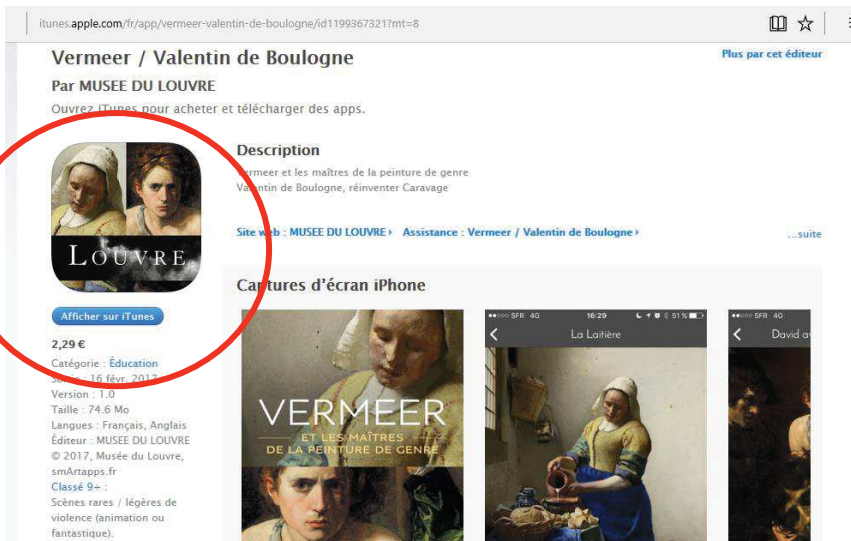 itunes.apple.com/fr/app/vermeer-valentin-de-boulogne/id1199367321?mt=8
Vermeer / Valentin de Boulogne
Plus par cet éditeur
Par MUSEE DU LOUVRE
Ouvrez iTunes pour acheter et télécharger des apps.
LOUVRE
Afficher sur iTunes
2,29 €
Catégorie : Éducation
Sortie : 16 févr. 2017
Version : 1.0
Taille : 74.6 Mo
Langues : Français, Anglais
Éditeur : MUSEE DU LOUVRE
© 2017, Musée du Louvre,
smArtapps.fr
Classé 9+ :
Scènes rares / légères de
violence (animation ou
fantastique).
Description
Vermeer et les maîtres de la peinture de genre
Valentin de Boulogne, réinventer Caravage
Site web : MUSEE DU LOUVRE
Assistance : Vermeer / Valentin de Boulogne
...suite
Captures d'écran iPhone
VERMEER
ET LES MAÎTRES
DE LA PEINTURE DE GENRE
SFR 4G 16:29 51 %
La Laitière
SFR 4G
David a